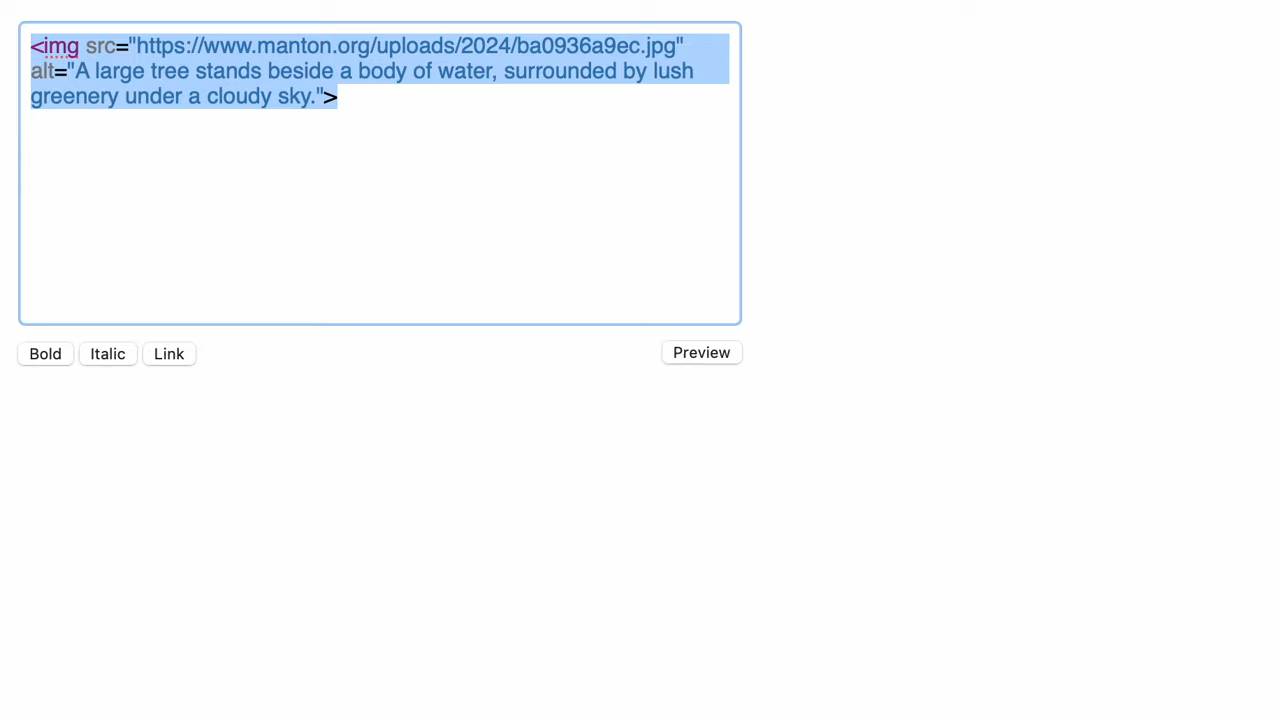 <img src="https://www.manton.org/uploads/2024/ba0936a9ec.jpg"
alt="A large tree stands beside a body of water, surrounded by lush
greenery under a cloudy sky.">
Bold Italic Link Preview